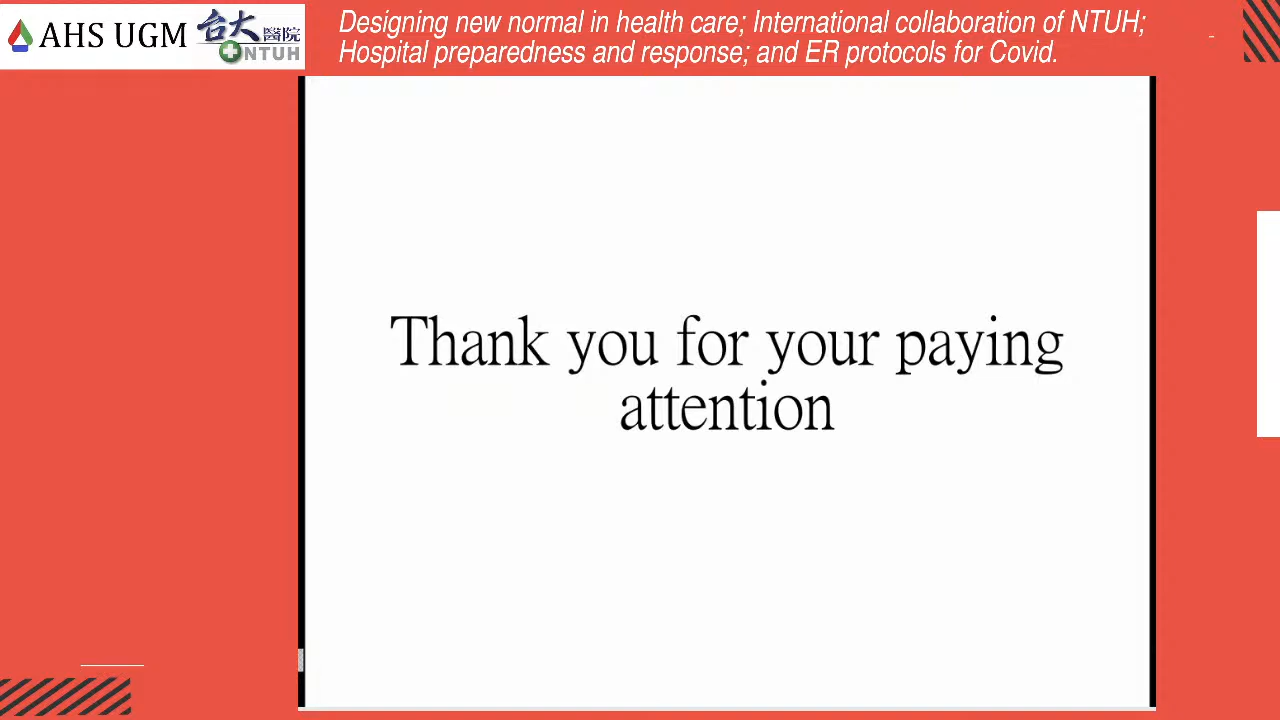 AHS UGM
台大醫院
NTUH
Designing new normal in health care; International collaboration of NTUH;
Hospital preparedness and response; and ER protocols for Covid.
Thank you for your paying
attention